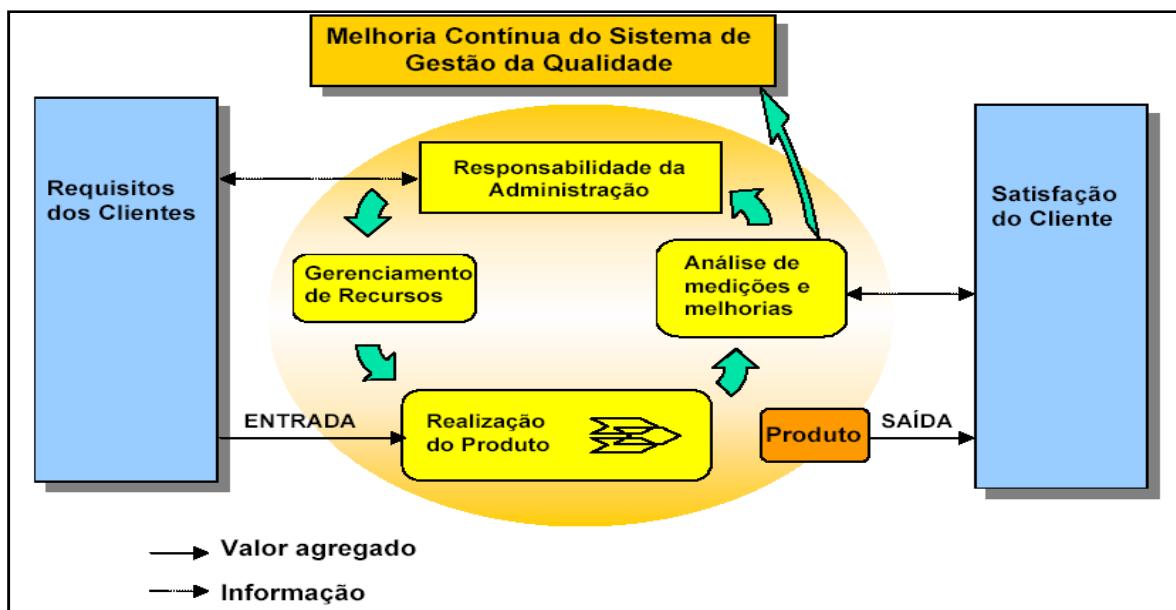 Melhoria Contínua do Sistema de
Gestão da Qualidade
Requisitos
dos Clientes
Responsabilidade da
Administração
Satisfação
do Cliente
Gerenciamento
de Recursos
Análise de
medições e
melhorias
ENTRADA
Realização
do Produto
Produto
SAÍDA
Valor agregado
Informação